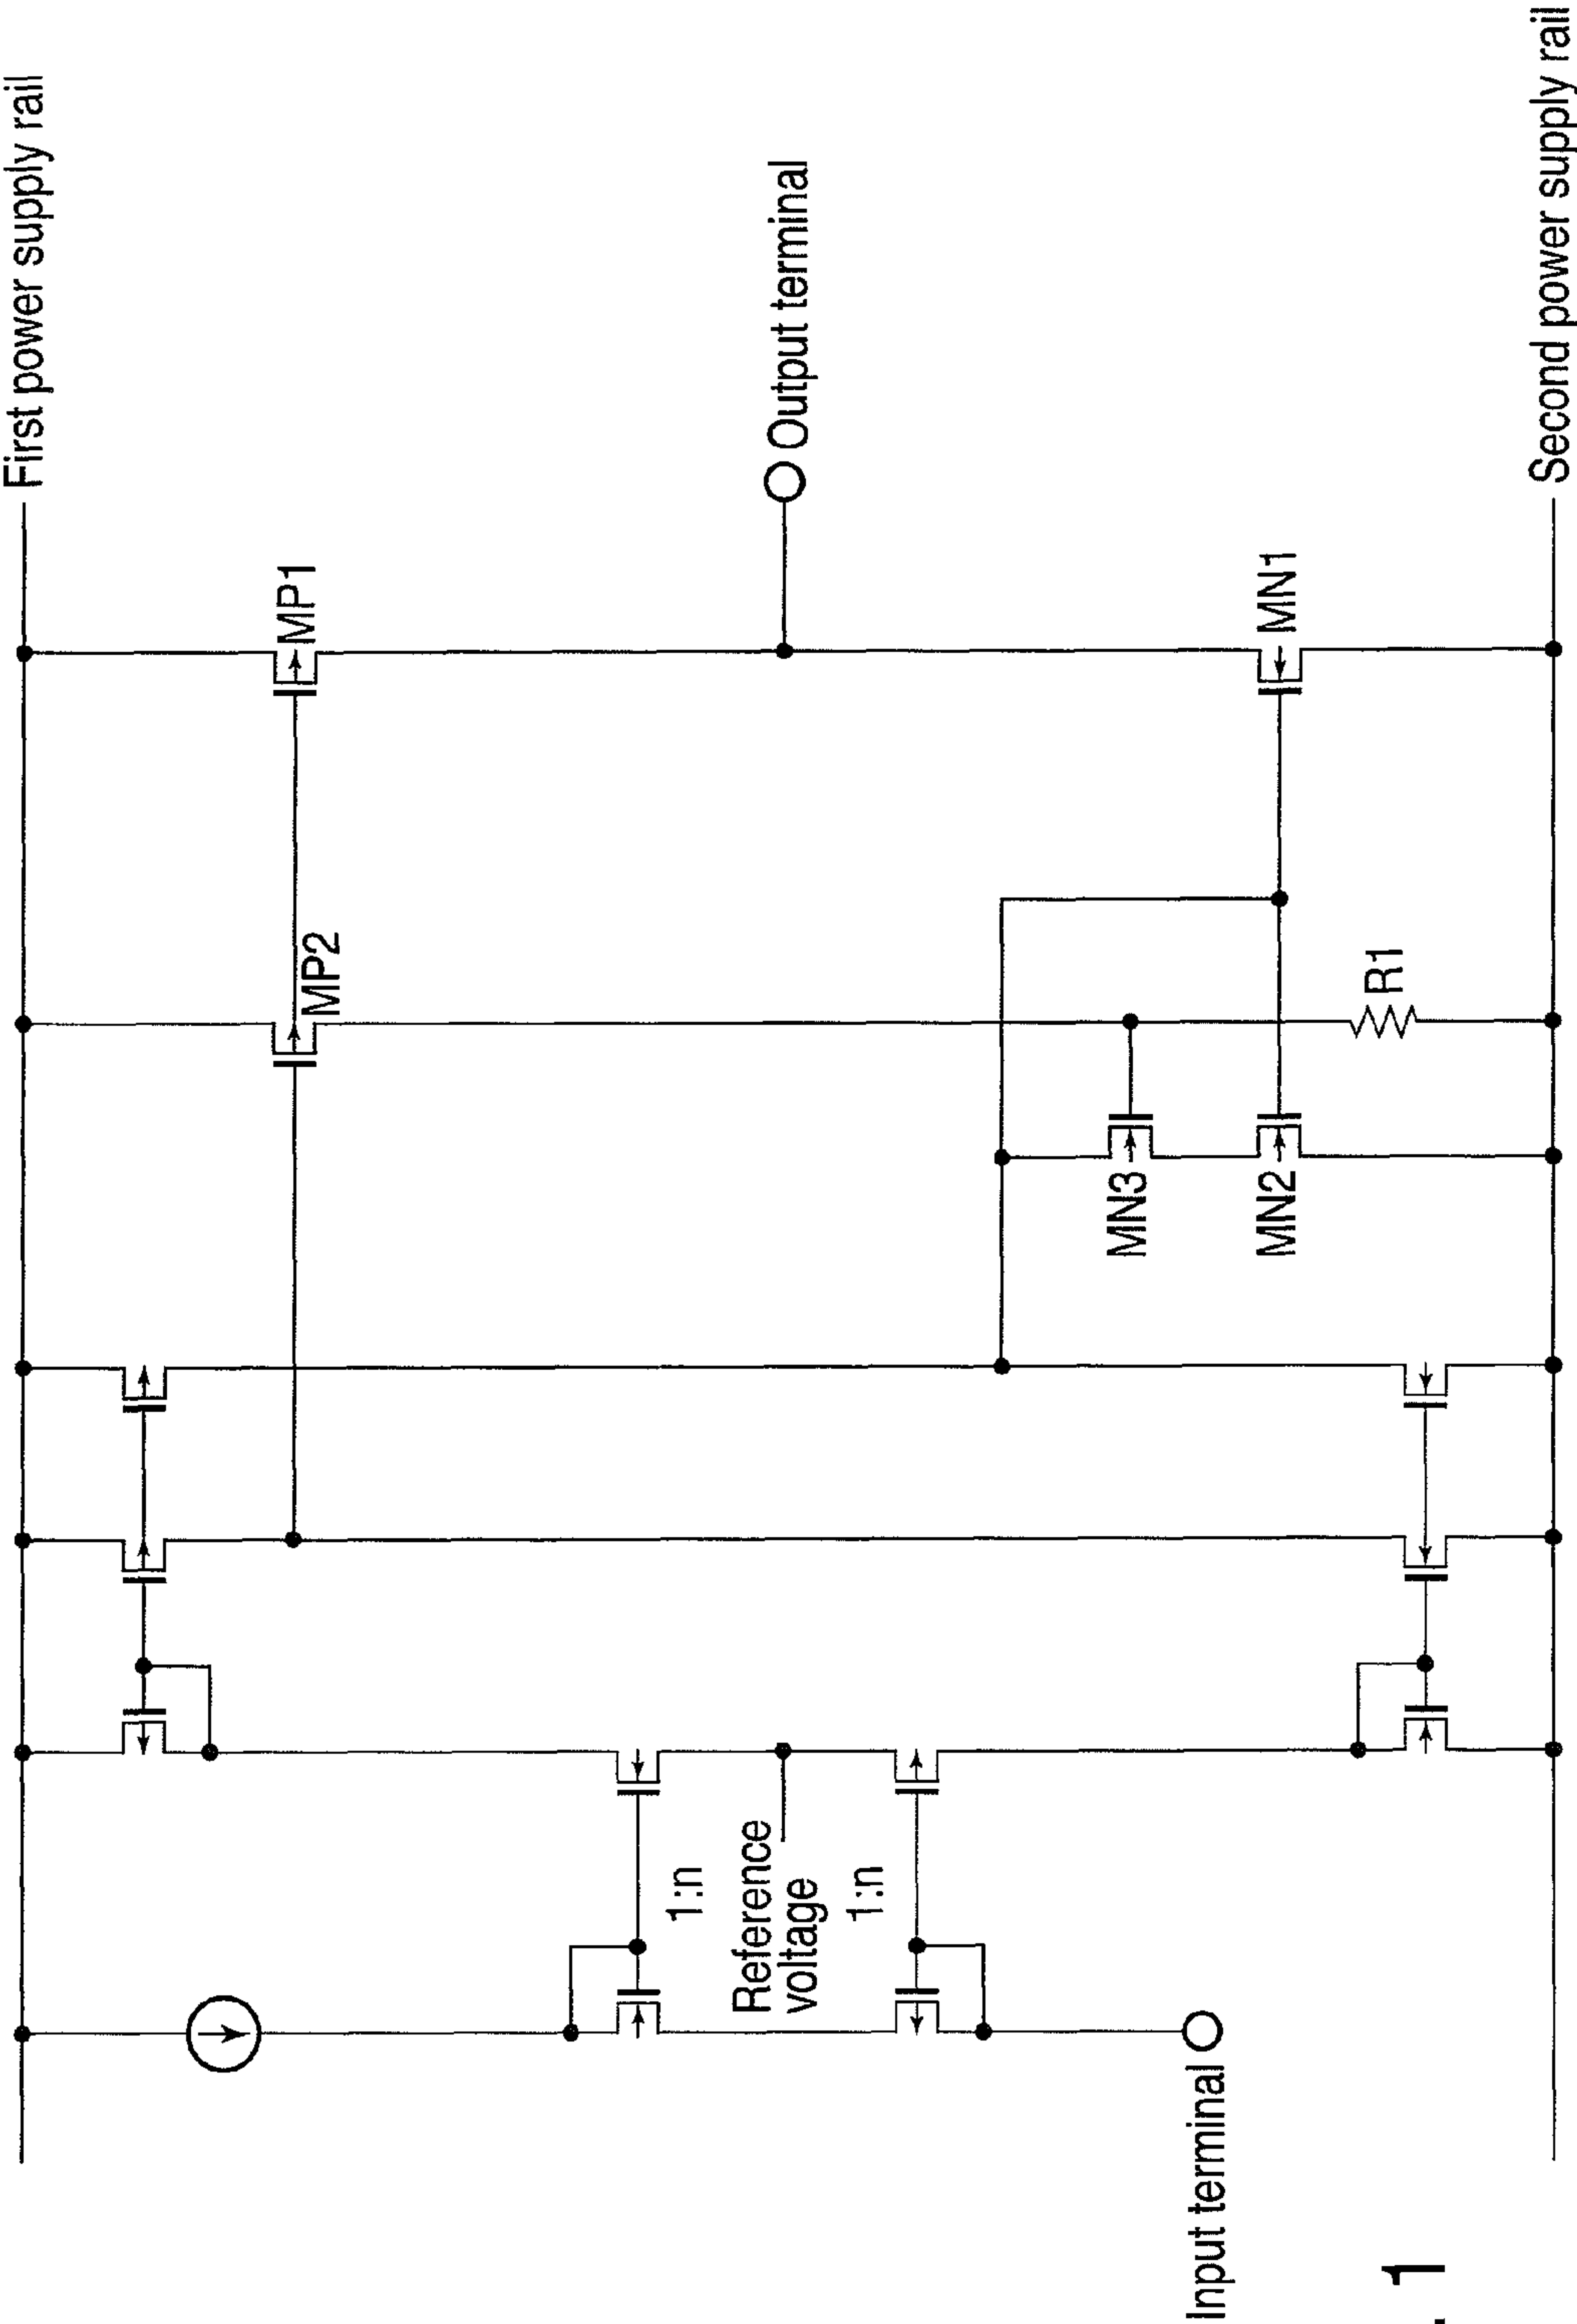 First power supply rail
MP1
MP2
Output terminal
MN1
MN3
MN2
R1
1:n
Reference
voltage
1:n
Input terminal
Second power supply rail
. 1